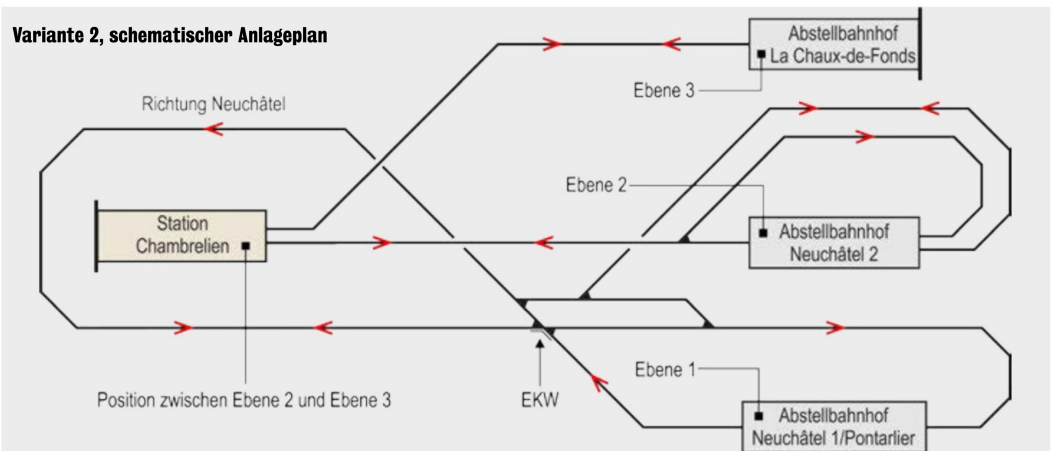 Variante 2, schematischer Anlageplan
Abstellbahnhof
La Chaux-de-Fonds
Ebene 3
Richtung Neuchâtel
Ebene 2
Station
Chambrelien
Abstellbahnhof
Neuchâtel 2
Ebene 1
Position zwischen Ebene 2 und Ebene 3
EKW
Abstellbahnhof
Neuchâtel 1/Pontarlier